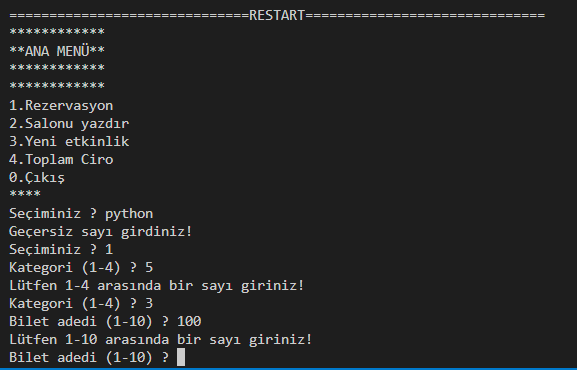 ==============================RESTART==============================
************
**ANA MENÜ**
************
************
1.Rezervasyon
2.Salonu yazdır
3.Yeni etkinlik
4.Toplam Ciro
0.Çıkış
****
Seçiminiz ? python
Geçersiz sayı girdiniz!
Seçiminiz ? 1
Kategori (1-4) ? 5
Lütfen 1-4 arasında bir sayı giriniz!
Kategori (1-4) ? 3
Bilet adedi (1-10) ? 100
Lütfen 1-10 arasında bir sayı giriniz!
Bilet adedi (1-10) ?